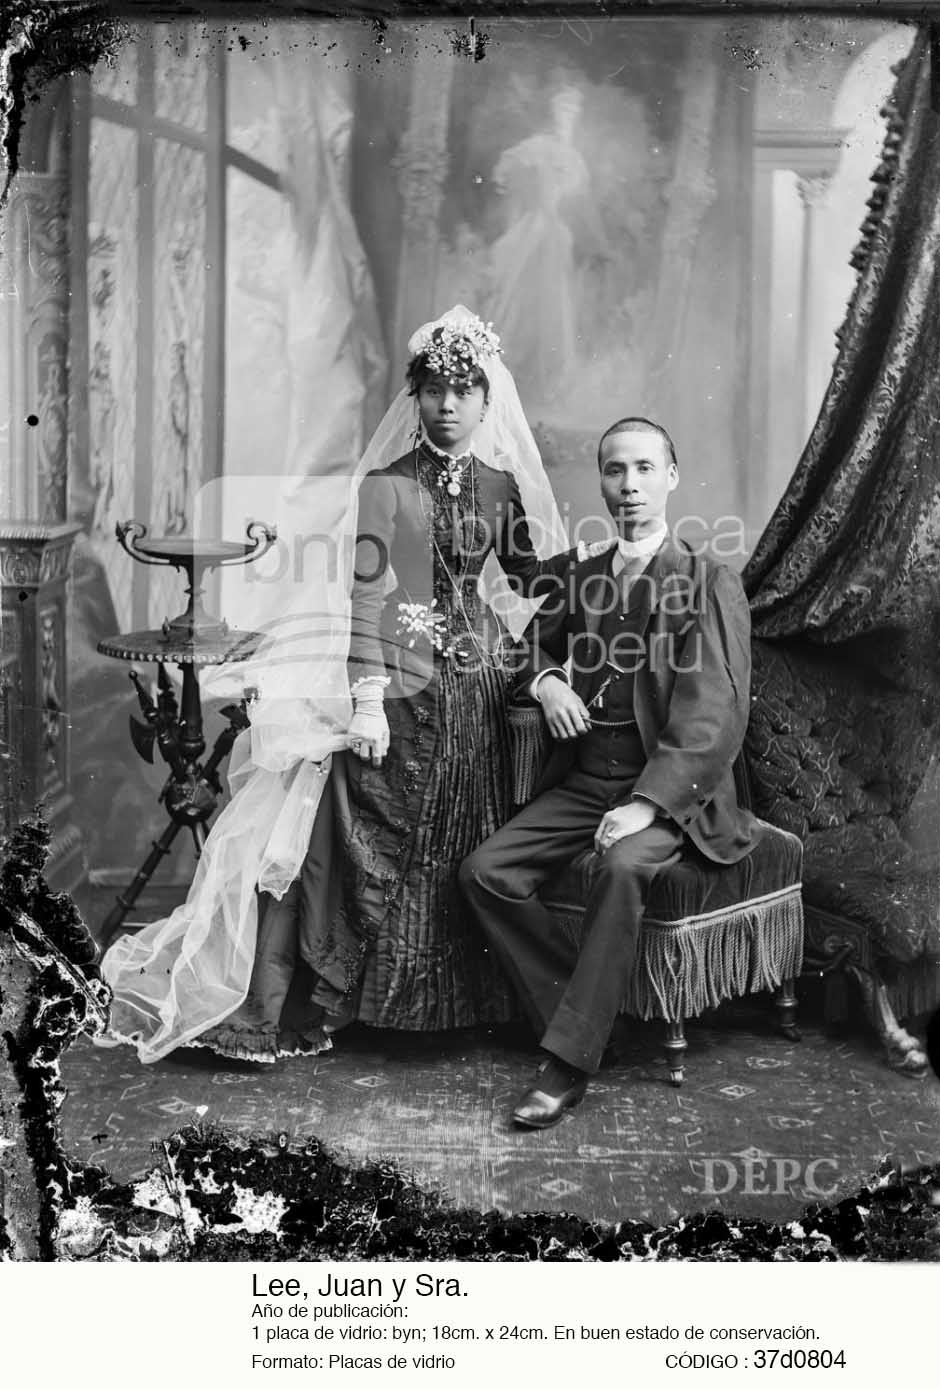 bnp
biblioteca
nacional
del perú
DEPC
Lee, Juan y Sra.
Año de publicación:
1 placa de vidrio: byn; 18cm. x 24cm. En buen estado de conservación.
Formato: Placas de vidrio CÓDIGO : 37d0804